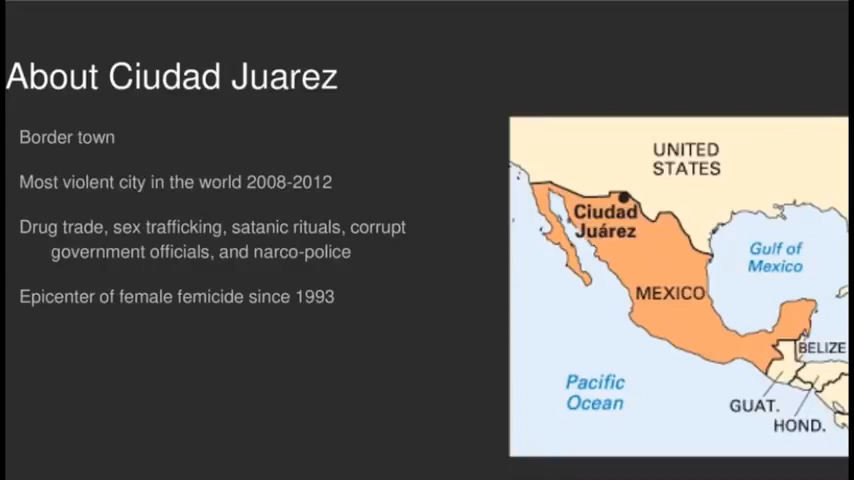 About Ciudad Juarez
Border town
Most violent city in the world 2008-2012
Drug trade, sex trafficking, satanic rituals, corrupt
government officials, and narco-police
Epicenter of female femicide since 1993
UNITED
STATES
Ciudad
Juárez
Gulf of
Mexico
MEXICO
BELIZE
Pacific
Ocean
GUAT.
HOND.